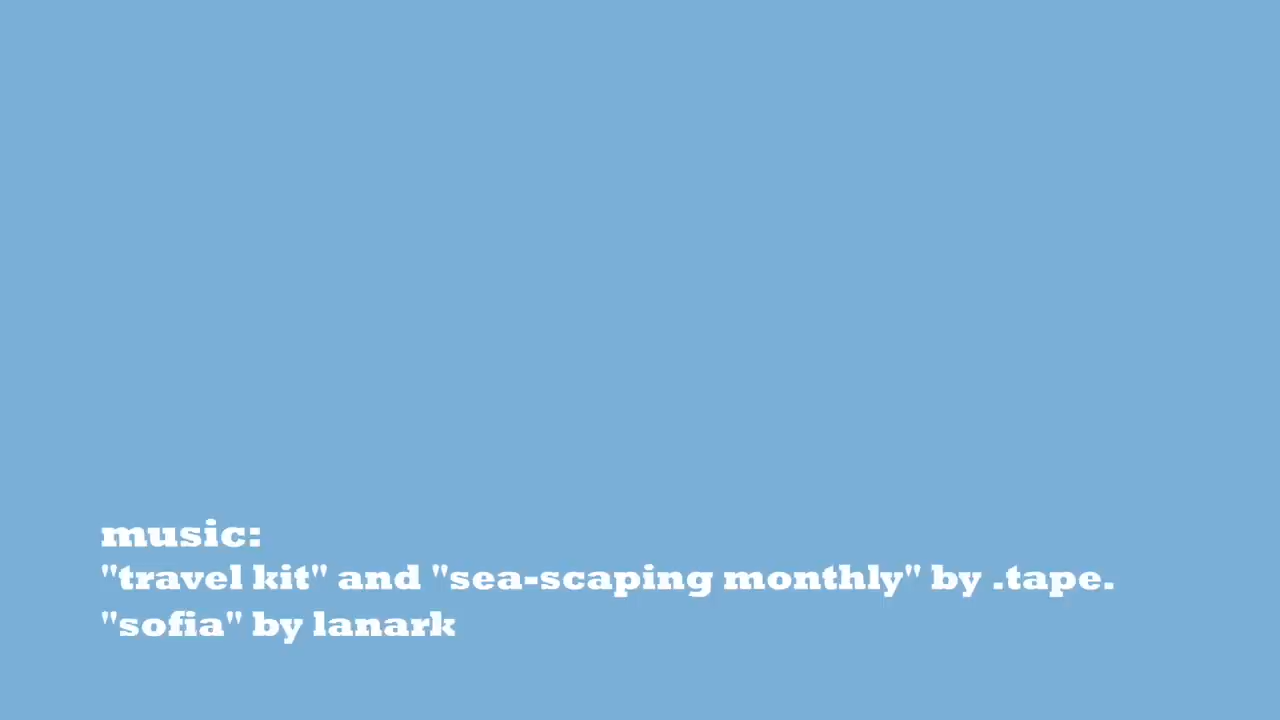 music:
"travel kit" and "sea-scaping monthly" by .tape.
"sofia" by lanark